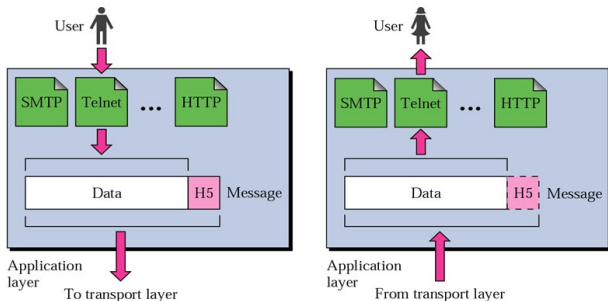 User
SMTP
Telnet
...
HTTP
Data
H5
Message
Application
layer
To transport layer
User
SMTP
Telnet
...
HTTP
Data
H5
Message
Application
layer
From transport layer